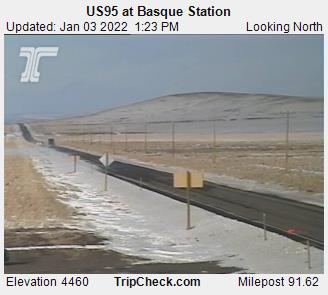 US95 at Basque Station
Updated: Jan 03 2022 1:23 PM Looking North
Elevation 4460 TripCheck.com Milepost 91.62